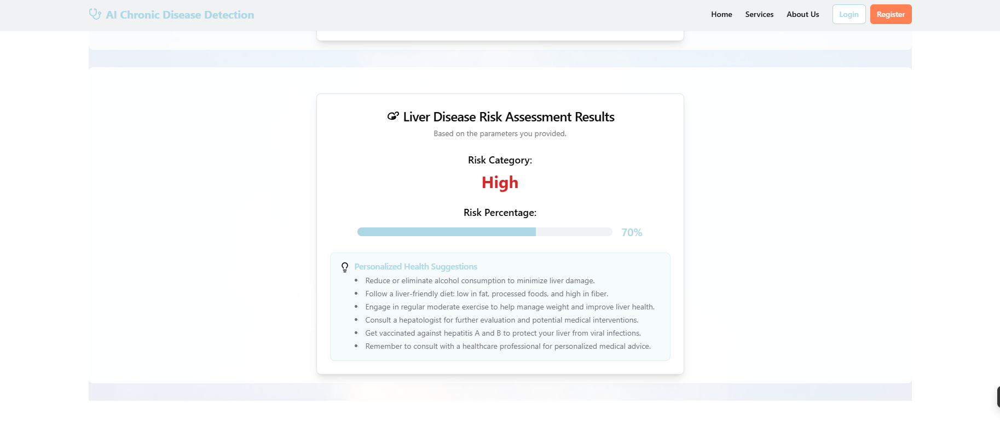 AI Chronic Disease Detection
Home Services About Us Login Register
Liver Disease Risk Assessment Results
Based on the parameters you provided.
Risk Category:
High
Risk Percentage:
70%
Personalized Health Suggestions
• Reduce or eliminate alcohol consumption to minimize liver damage.
• Follow a liver-friendly diet: low in fat, processed foods, and high in fiber.
• Engage in regular moderate exercise to help manage weight and improve liver health.
• Consult a hepatologist for further evaluation and potential medical interventions.
• Get vaccinated against hepatitis A and B to protect your liver from viral infections.
• Remember to consult with a healthcare professional for personalized medical advice.